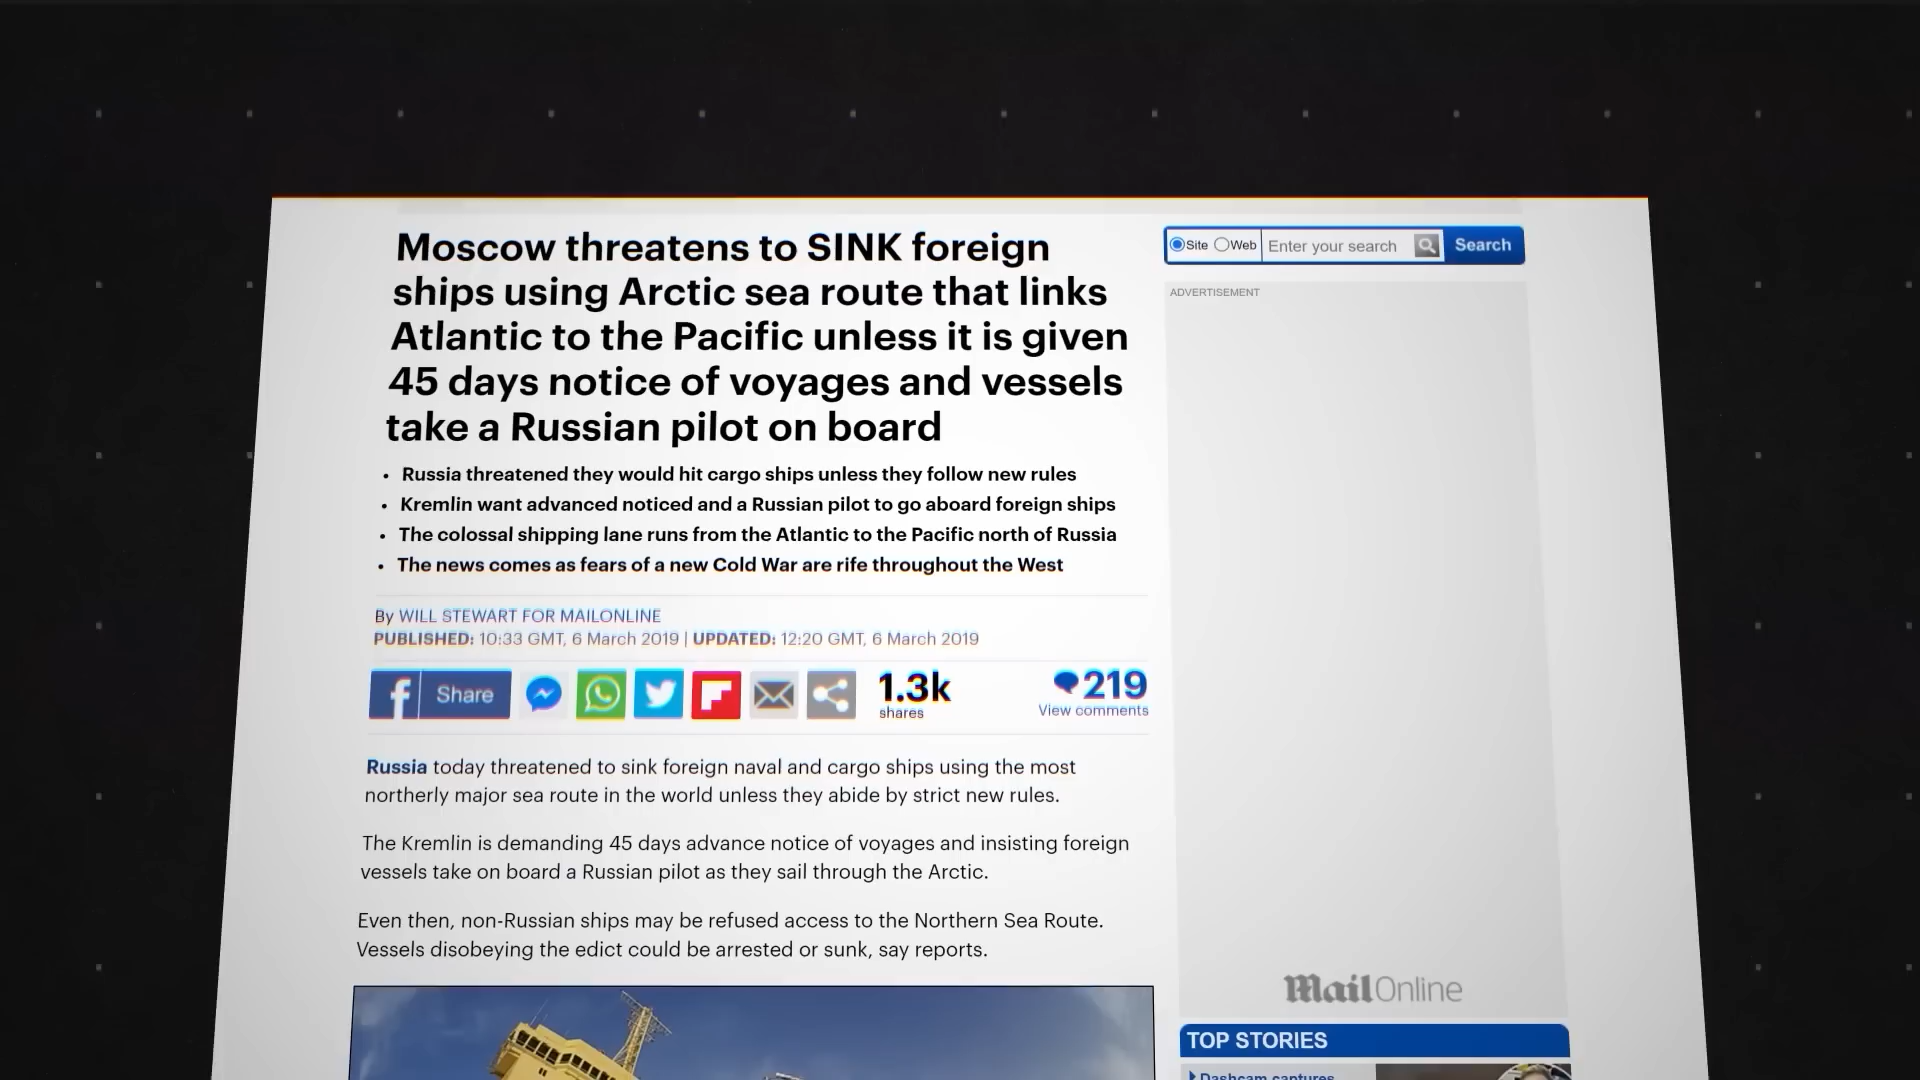 Moscow threatens to SINK foreign
ships using Arctic sea route that links
Atlantic to the Pacific unless it is given
45 days notice of voyages and vessels
take a Russian pilot on board
• Russia threatened they would hit cargo ships unless they follow new rules
• Kremlin want advanced noticed and a Russian pilot to go aboard foreign ships
• The colossal shipping lane runs from the Atlantic to the Pacific north of Russia
• The news comes as fears of a new Cold War are rife throughout the West
By WILL STEWART FOR MAILONLINE
PUBLISHED: 10:33 GMT, 6 March 2019 | UPDATED: 12:20 GMT, 6 March 2019
f Share
1.3k
shares
219
View comments
Russia today threatened to sink foreign naval and cargo ships using the most
northerly major sea route in the world unless they abide by strict new rules.
The Kremlin is demanding 45 days advance notice of voyages and insisting foreign
vessels take on board a Russian pilot as they sail through the Arctic.
Even then, non-Russian ships may be refused access to the Northern Sea Route.
Vessels disobeying the edict could be arrested or sunk, say reports.
Site Web Enter your search Search
ADVERTISEMENT
Mail Online
TOP STORIES
Dashcam captures